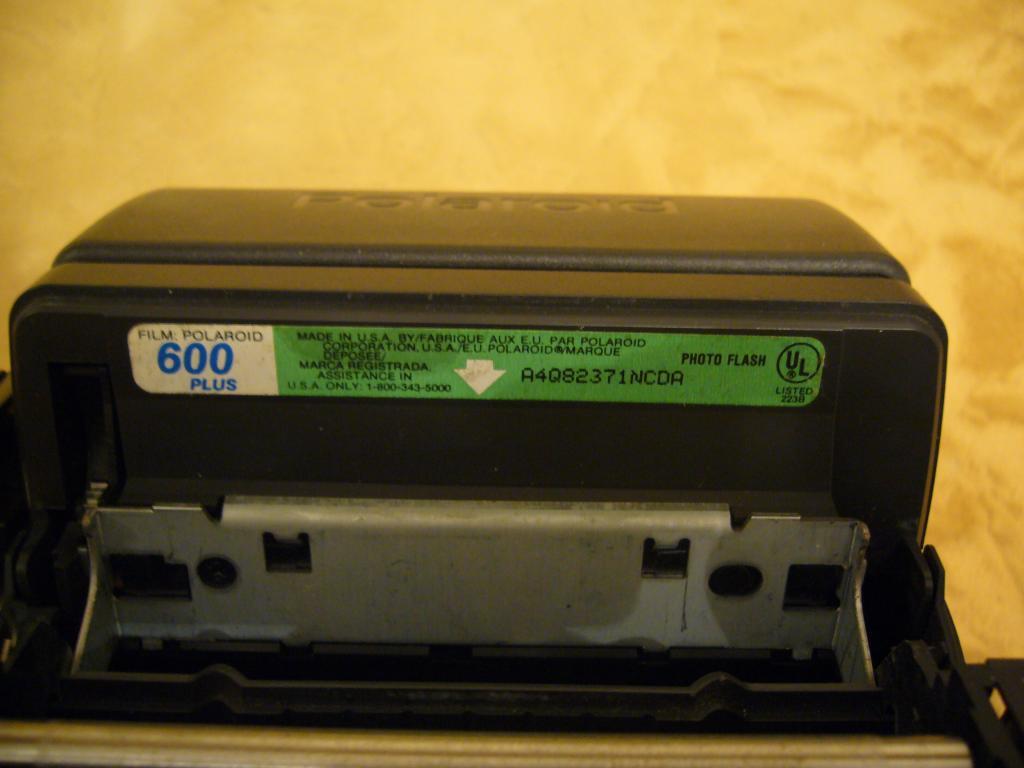 Polaroid
FILM: POLAROID
600
PLUS
MADE IN U.S.A. BY/FABRIQUE AUX E.U. PAR POLAROID
CORPORATION, U.S.A./E.U. POLAROID®/MARQUE
DEPOSEE/
MARCA REGISTRADA.
ASSISTANCE IN
U.S.A. ONLY: 1-800-343-5000
A4Q82371NCDA
PHOTO FLASH
UL
®
LISTED
223B